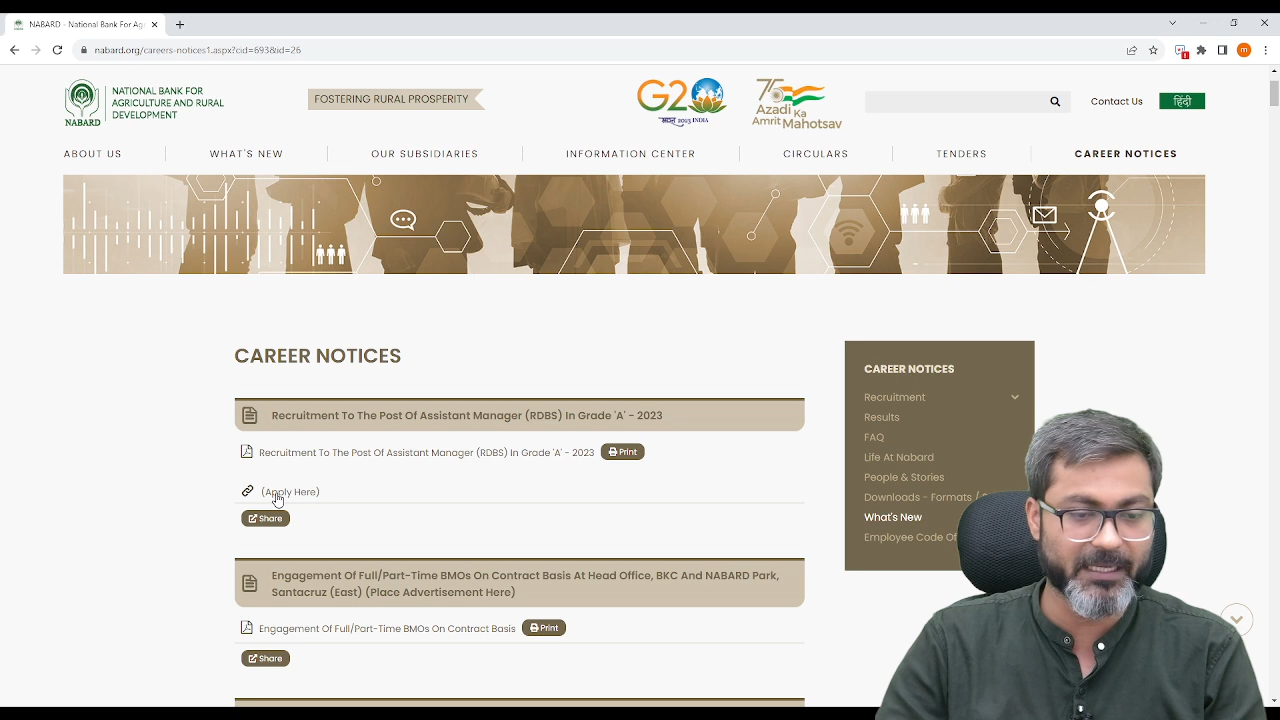 NABARD - National Bank For Ag
nabard.org/careers-notices1.aspx?cid=693&id=26
m
NABARD
NATIONAL BANK FOR
AGRICULTURE AND RURAL
DEVELOPMENT
FOSTERING RURAL PROSPERITY
G20
भारत 2023 INDIA
75
Azadi Ka
Amrit Mahotsav
Contact Us
हिंदी
ABOUT US
WHAT'S NEW
OUR SUBSIDIARIES
INFORMATION CENTER
CIRCULARS
TENDERS
CAREER NOTICES
CAREER NOTICES
Recruitment To The Post Of Assistant Manager (RDBS) In Grade 'A' - 2023
Recruitment To The Post Of Assistant Manager (RDBS) In Grade 'A' - 2023
Print
(Apply Here)
Share
Engagement Of Full/Part-Time BMOs On Contract Basis At Head Office, BKC And NABARD Park,
Santacruz (East) (Place Advertisement Here)
Engagement Of Full/Part-Time BMOs On Contract Basis
Print
Share
CAREER NOTICES
Recruitment
Results
FAQ
Life At Nabard
People & Stories
Downloads - Formats /
What's New
Employee Code Of